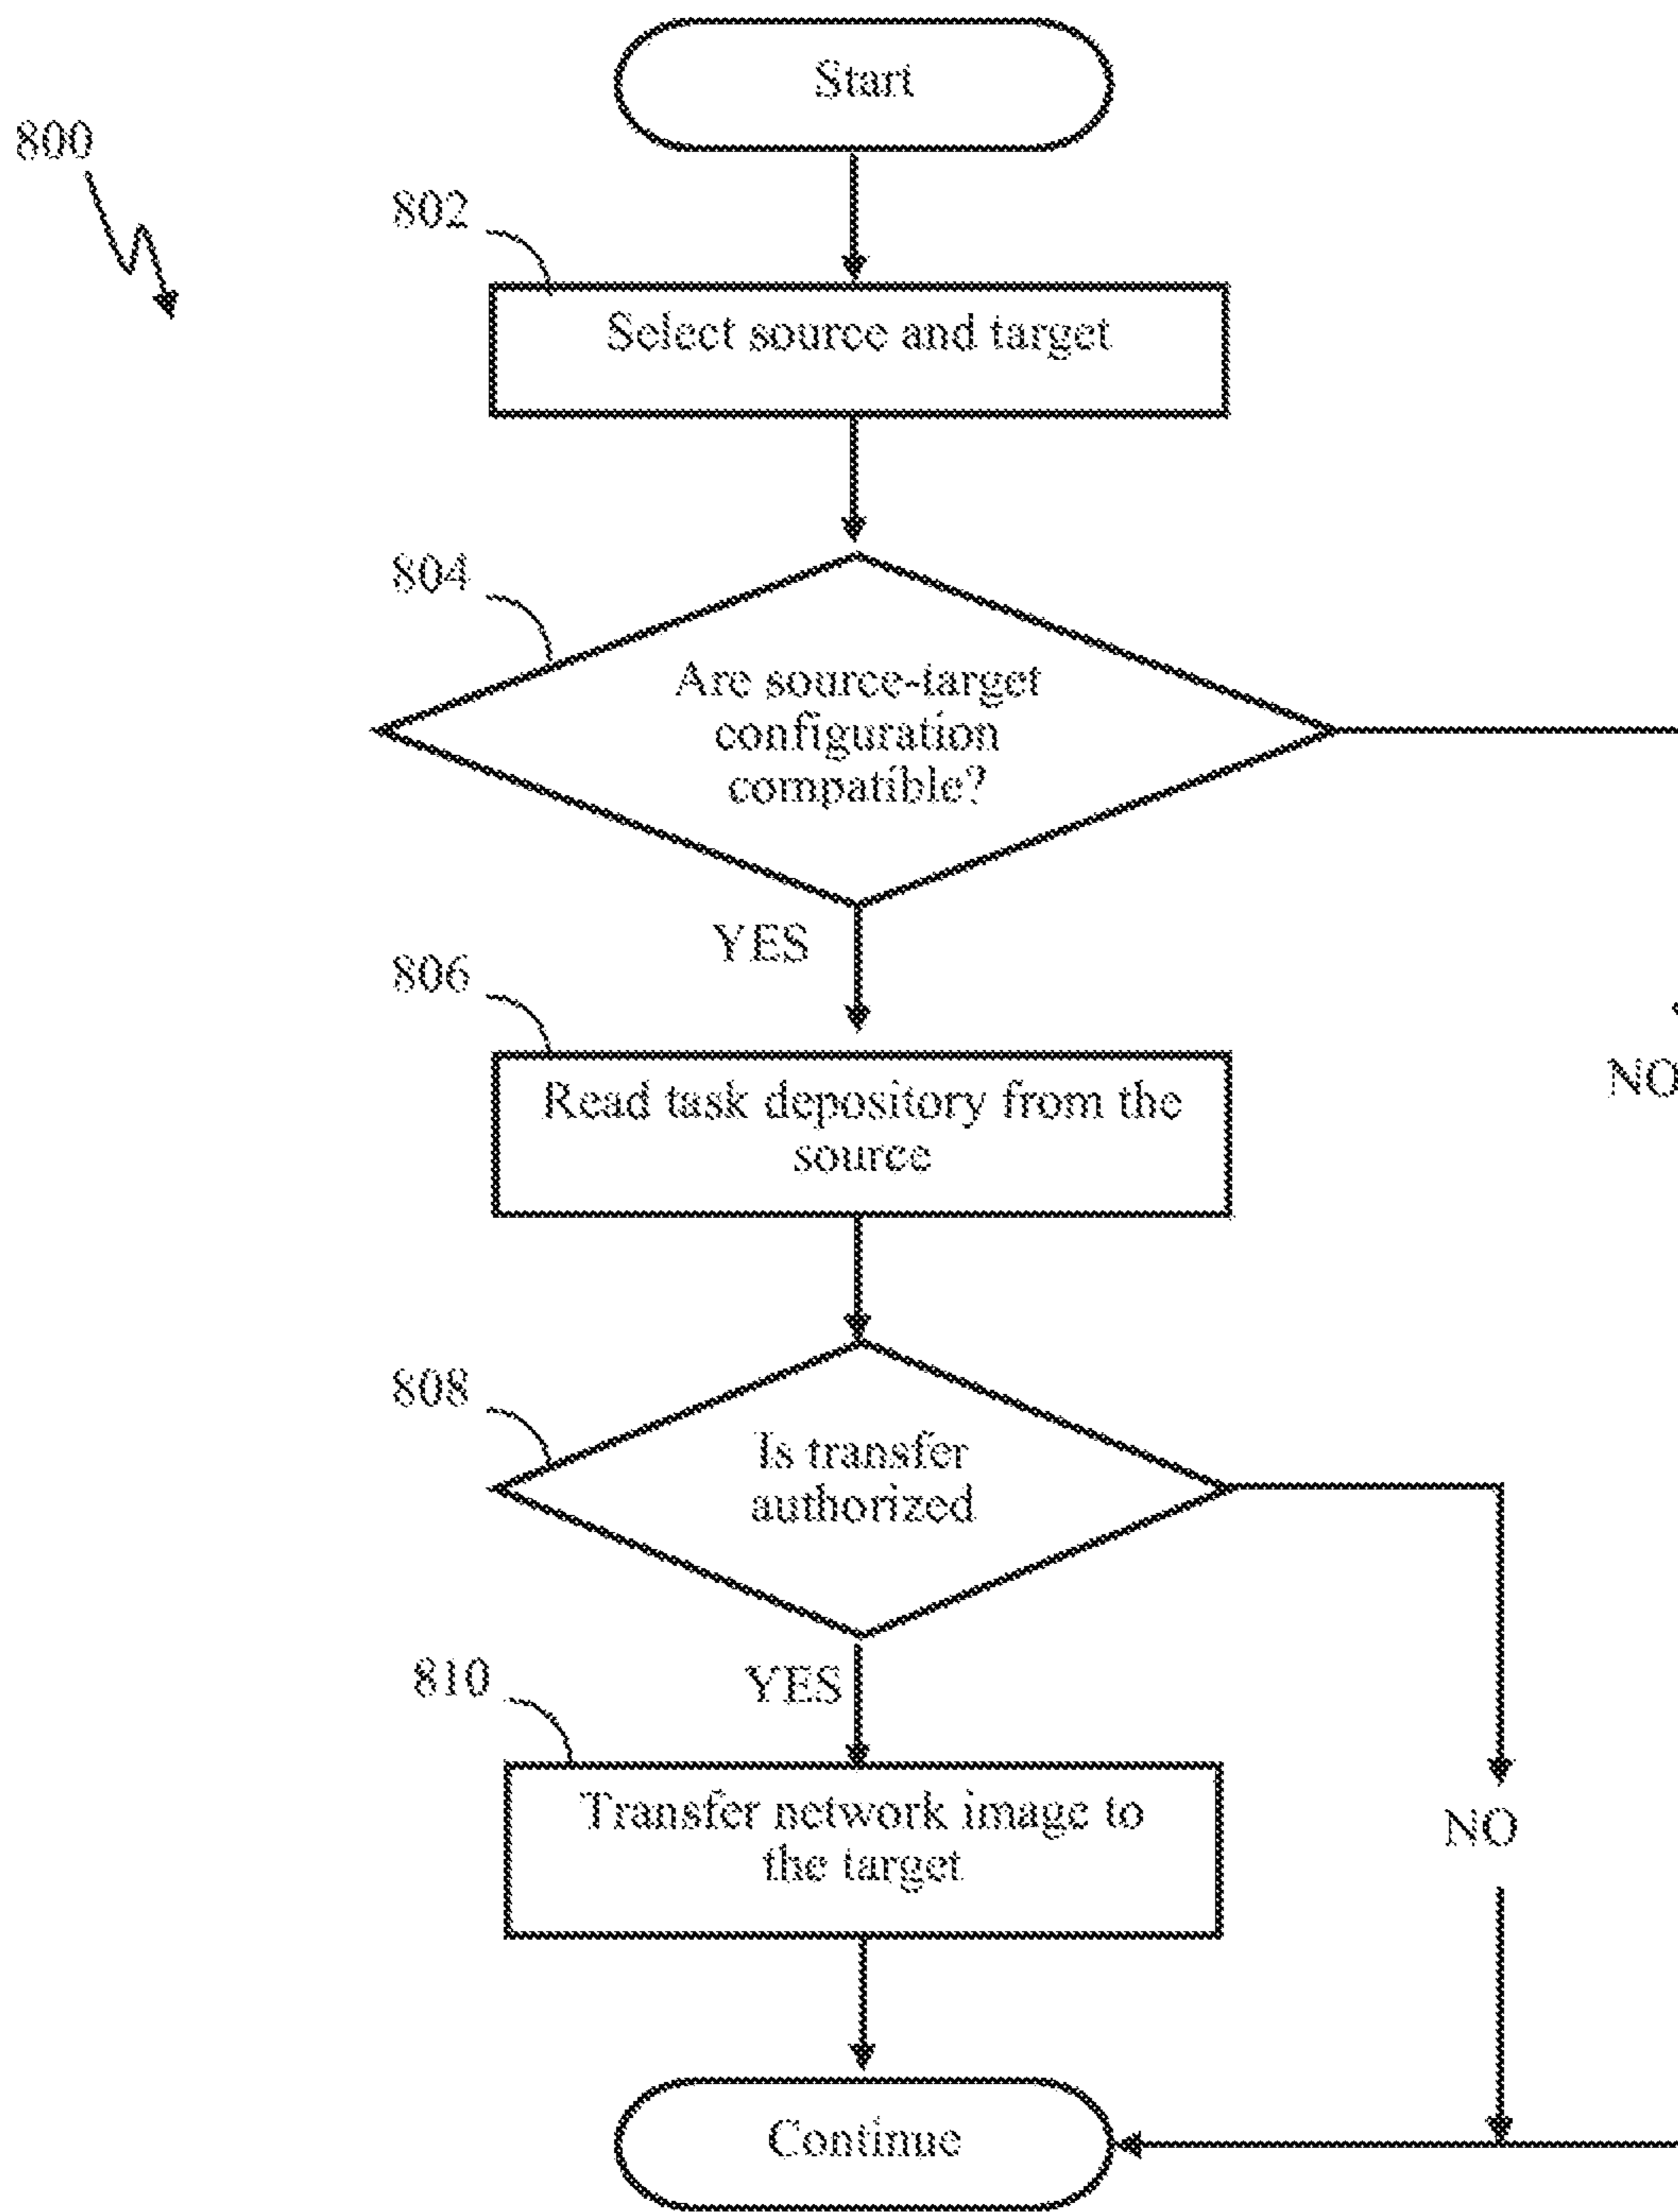 Start
800
802
Select source and target
804
Are source-target
configuration
compatible?
YES
806
NO
Read task depository from the
source
808
Is transfer
authorized
810
YES
Transfer network image to
the target
NO
Continue